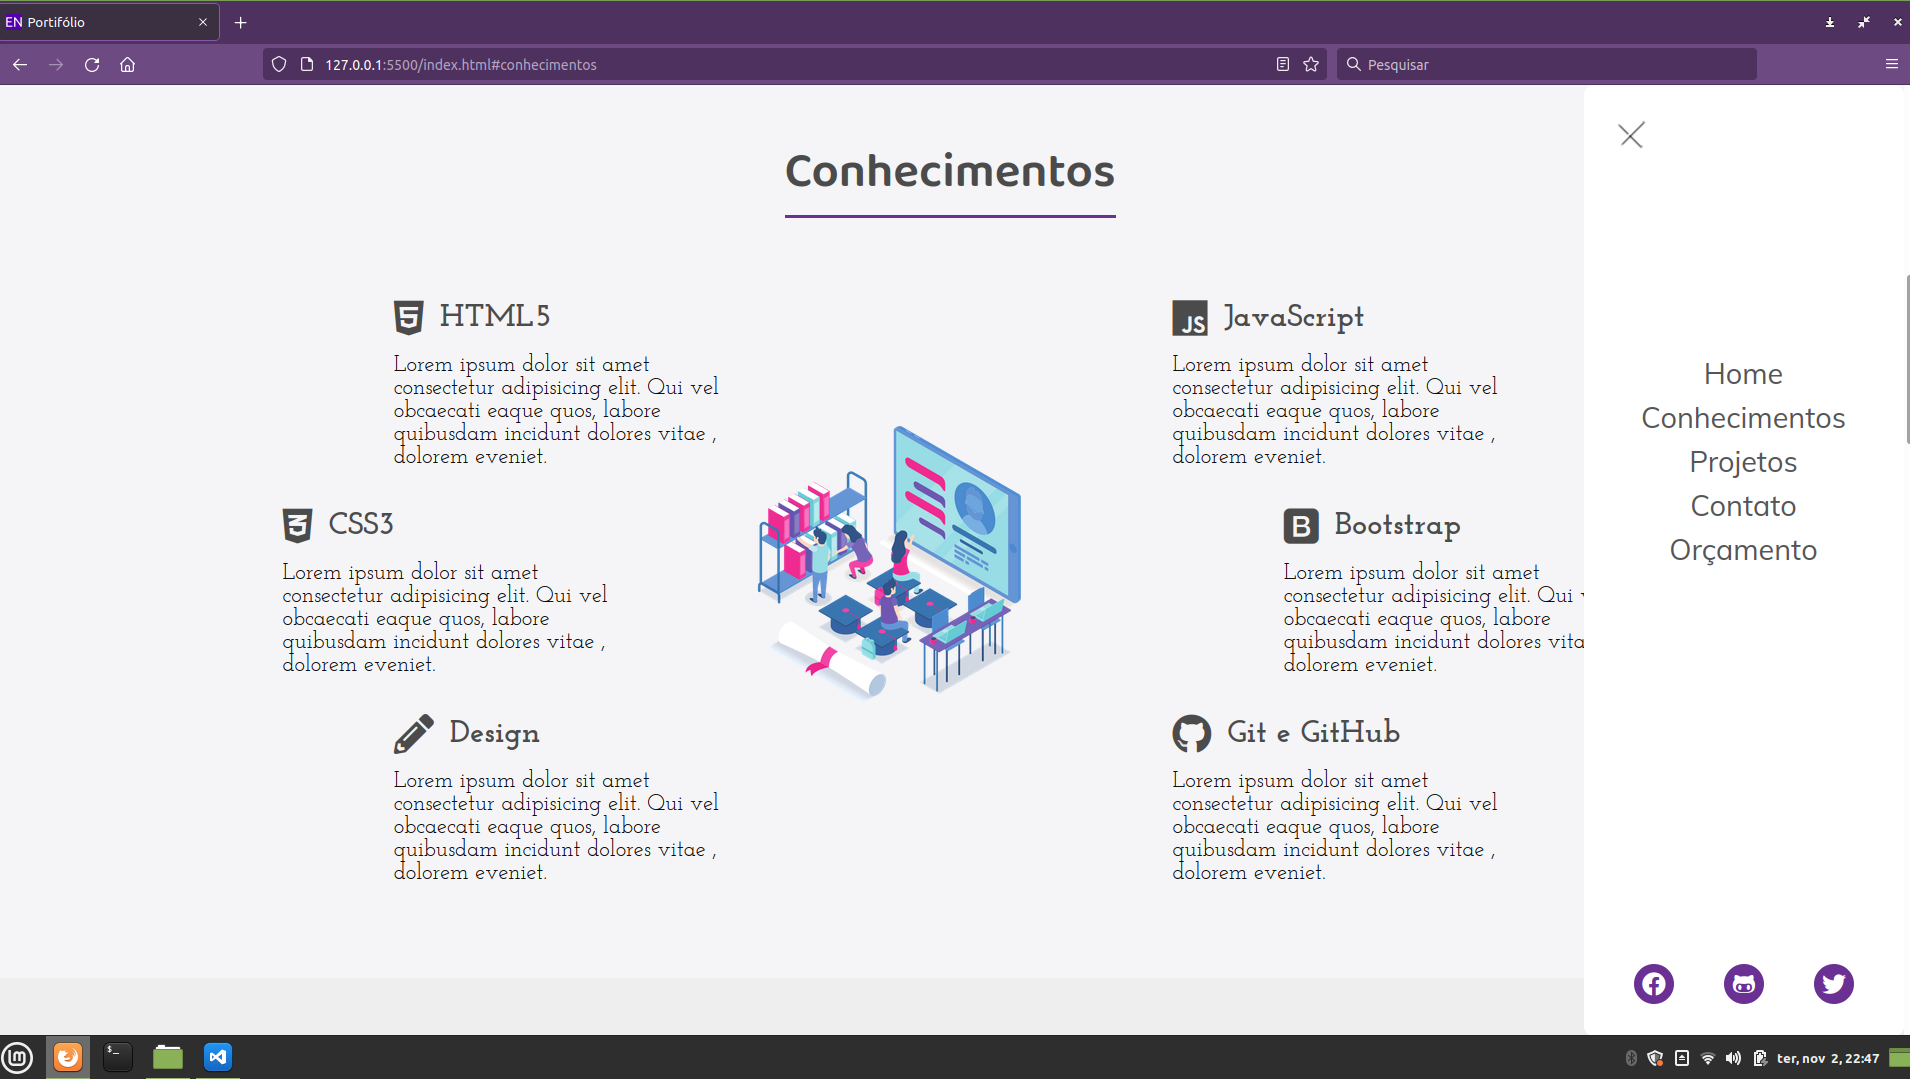 EN Portifólio
127.0.0.1:5500/index.html#conhecimentos
Pesquisar
Conhecimentos
HTML5
Lorem ipsum dolor sit amet
consectetur adipisicing elit. Qui vel
obcaecati eaque quos, labore
quibusdam incidunt dolores vitae ,
dolorem eveniet.
CSS3
Lorem ipsum dolor sit amet
consectetur adipisicing elit. Qui vel
obcaecati eaque quos, labore
quibusdam incidunt dolores vitae ,
dolorem eveniet.
Design
Lorem ipsum dolor sit amet
consectetur adipisicing elit. Qui vel
obcaecati eaque quos, labore
quibusdam incidunt dolores vitae ,
dolorem eveniet.
JS JavaScript
Lorem ipsum dolor sit amet
consectetur adipisicing elit. Qui vel
obcaecati eaque quos, labore
quibusdam incidunt dolores vitae ,
dolorem eveniet.
B Bootstrap
Lorem ipsum dolor sit amet
consectetur adipisicing elit. Qui
obcaecati eaque quos, labore
quibusdam incidunt dolores vita
dolorem eveniet.
Git e GitHub
Lorem ipsum dolor sit amet
consectetur adipisicing elit. Qui vel
obcaecati eaque quos, labore
quibusdam incidunt dolores vitae ,
dolorem eveniet.
Home
Conhecimentos
Projetos
Contato
Orçamento
ter, nov 2, 22:47